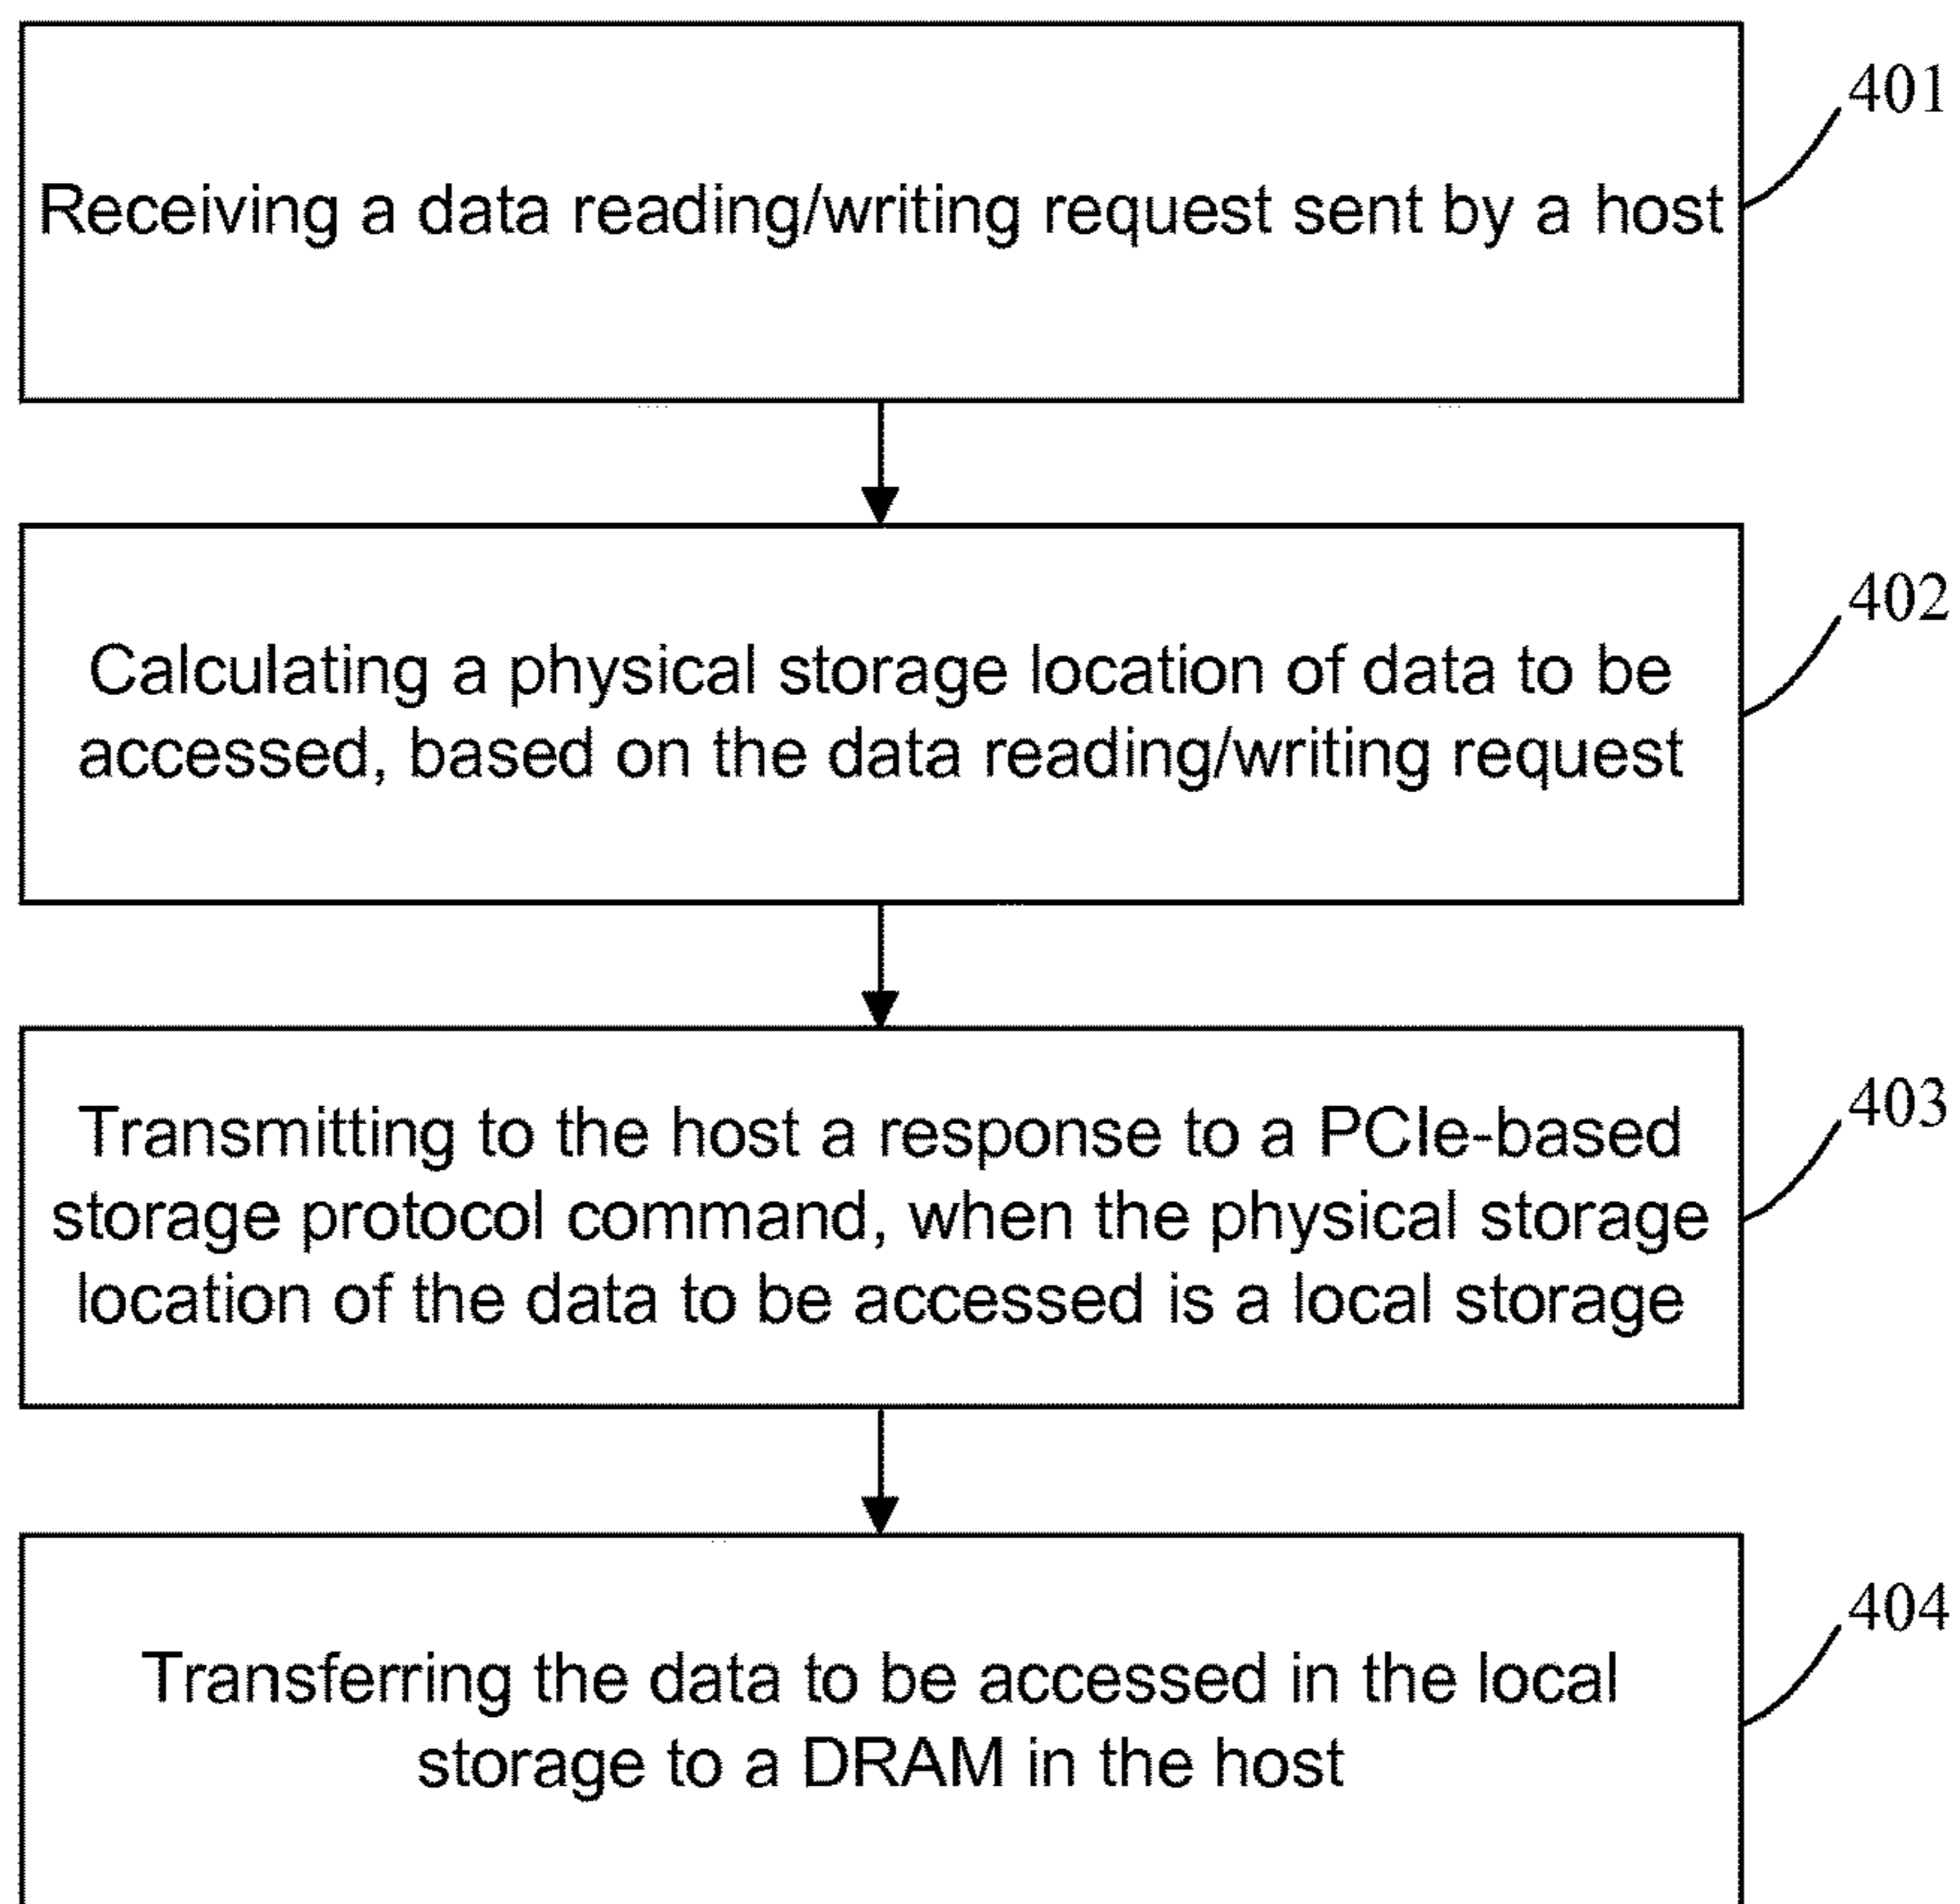 401
Receiving a data reading/writing request sent by a host
402
Calculating a physical storage location of data to be
accessed, based on the data reading/writing request
403
Transmitting to the host a response to a PCIe-based
storage protocol command, when the physical storage
location of the data to be accessed is a local storage
404
Transferring the data to be accessed in the local
storage to a DRAM in the host